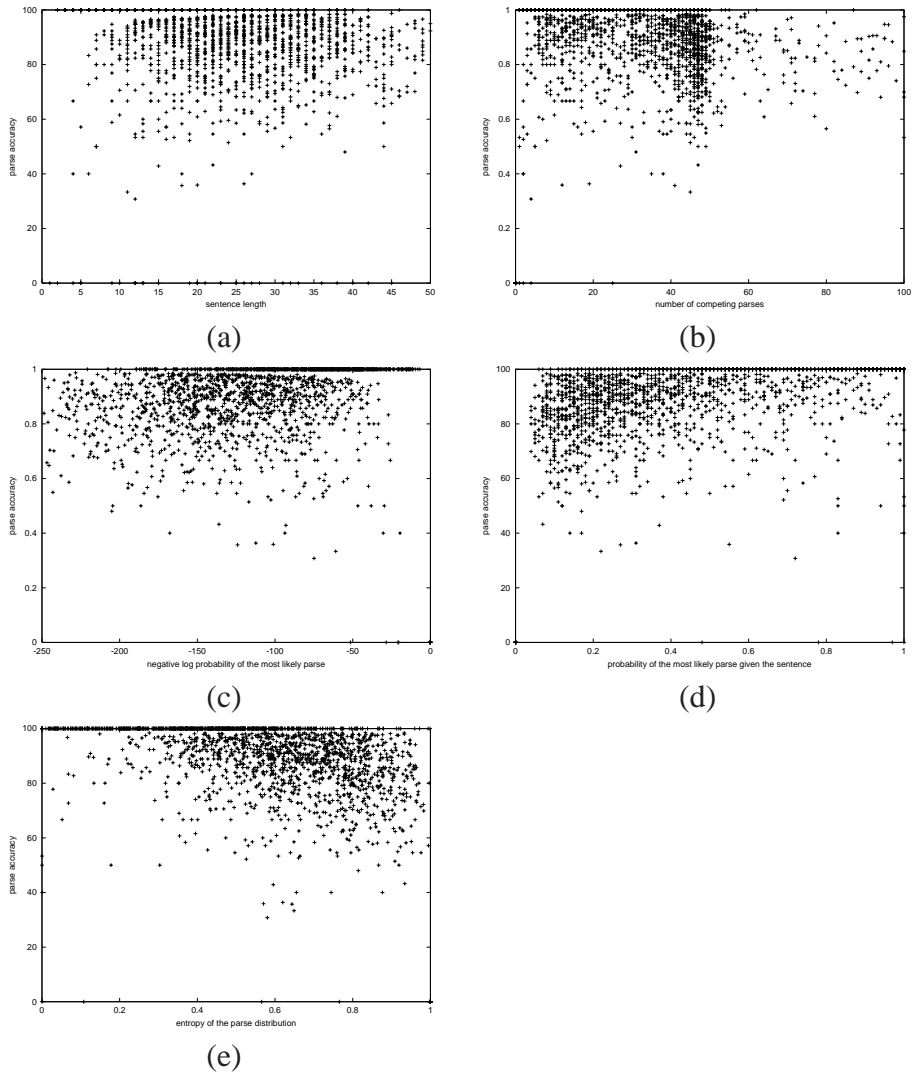 100
80
60
40
20
0
parse accuracy
0 5 10 15 20 25 30 35 40 45 50
sentence length
(a)
1
0.8
0.6
0.4
0.2
0
parse accuracy
0 20 40 60 80 100
number of competing parses
(b)
1
0.8
0.6
0.4
0.2
0
parse accuracy
-250 -200 -150 -100 -50 0
negative log probability of the most likely parse
(c)
100
80
60
40
20
0
parse accuracy
0 0.2 0.4 0.6 0.8 1
probability of the most likely parse given the sentence
(d)
100
80
60
40
20
0
parse accuracy
0 0.2 0.4 0.6 0.8 1
entropy of the parse distribution
(e)